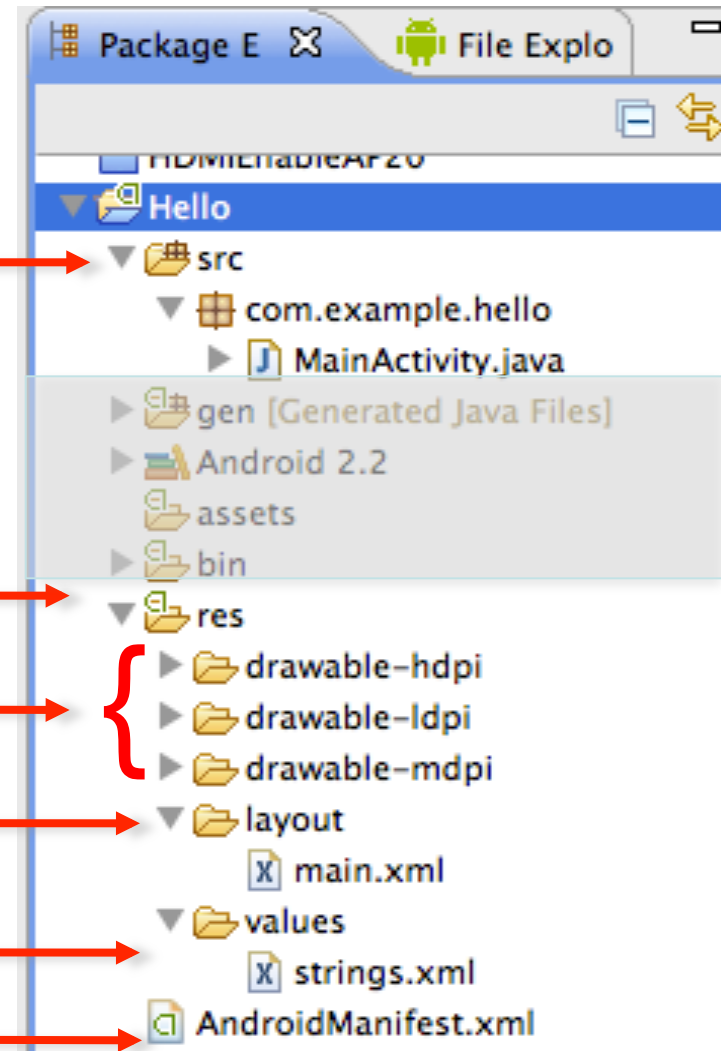 Package E File Explo
HDMIEnableAP20
Hello
src
com.example.hello
MainActivity.java
gen [Generated Java Files]
Android 2.2
assets
bin
res
drawable-hdpi
drawable-ldpi
drawable-mdpi
layout
main.xml
values
strings.xml
AndroidManifest.xml